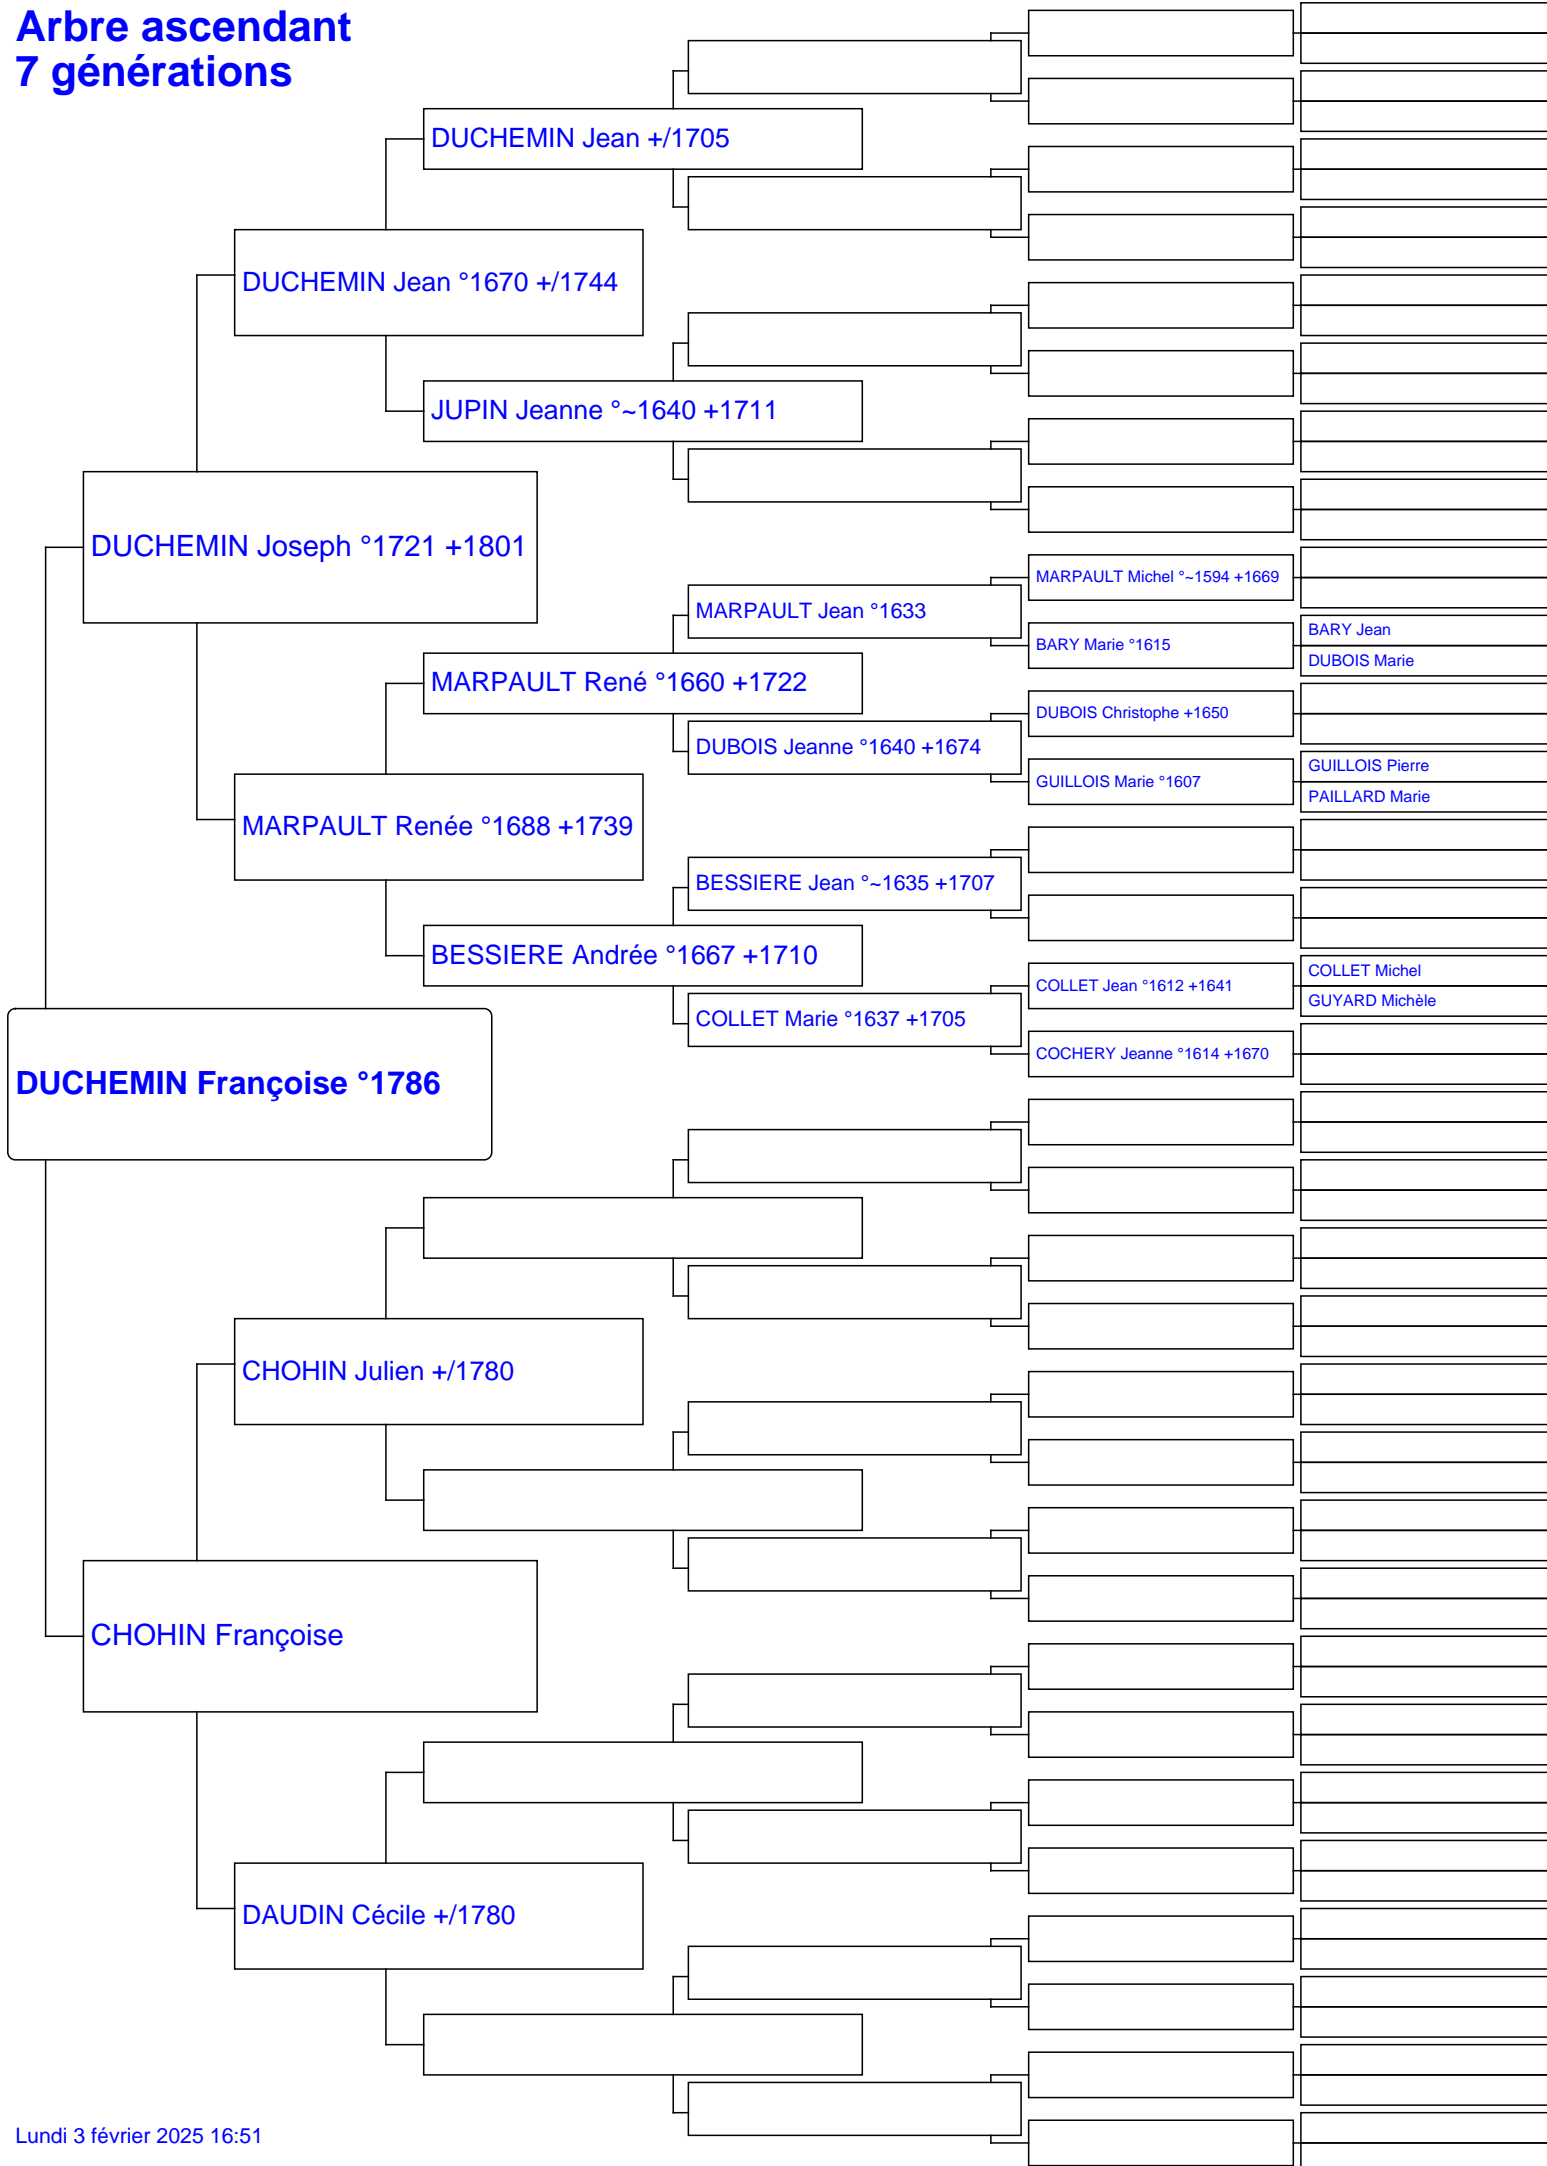 Arbre ascendant
7 générations
DUCHEMIN Jean +/1705
DUCHEMIN Jean °1670 +/1744
JUPIN Jeanne °~1640 +1711
DUCHEMIN Joseph °1721 +1801
MARPAULT Michel °~1594 +1669
MARPAULT Jean °1633
BARY Marie °1615
BARY Jean
DUBOIS Marie
MARPAULT René °1660 +1722
DUBOIS Christophe +1650
DUBOIS Jeanne °1640 +1674
GUILLOIS Marie °1607
GUILLOIS Pierre
PAILLARD Marie
MARPAULT Renée °1688 +1739
BESSIERE Jean °~1635 +1707
BESSIERE Andrée °1667 +1710
COLLET Jean °1612 +1641
COLLET Michel
GUYARD Michèle
COLLET Marie °1637 +1705
COCHERY Jeanne °1614 +1670
DUCHEMIN Françoise °1786
CHOHIN Julien +/1780
CHOHIN Françoise
DAUDIN Cécile +/1780
Lundi 3 février 2025 16:51